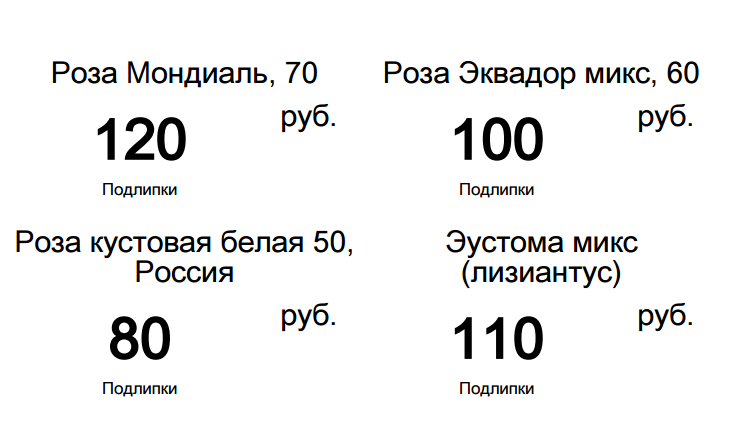 Роза Мондиаль, 70
120 руб.
Подлипки
Роза Эквадор микс, 60
100 руб.
Подлипки
Роза кустовая белая 50,
Россия
80 руб.
Подлипки
Эустома микс
(лизиантус)
110 руб.
Подлипки